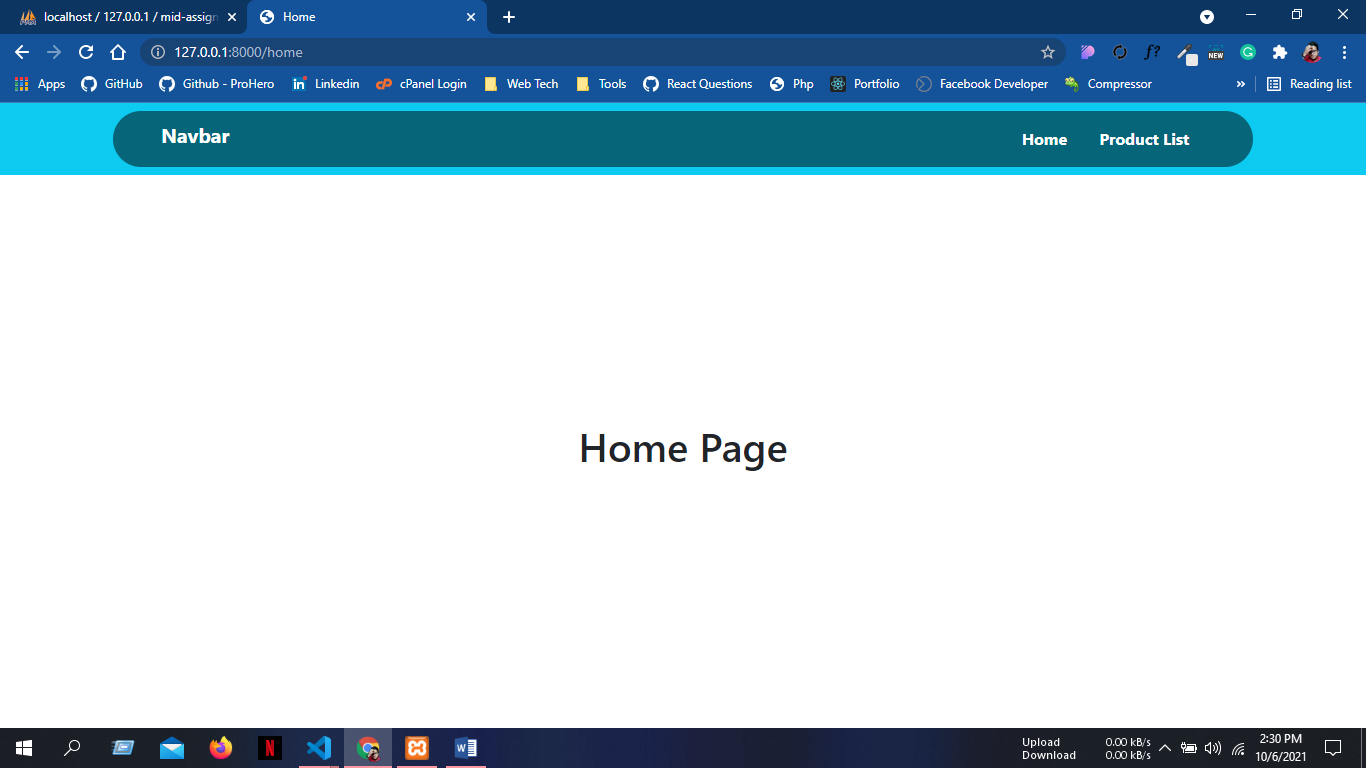 localhost / 127.0.0.1 / mid-assign
Home
127.0.0.1:8000/home
f?
NEW
Apps
GitHub
Github - ProHero
Linkedin
cPanel Login
Web Tech
Tools
React Questions
Php
Portfolio
Facebook Developer
Compressor
»
Reading list
Navbar
Home
Product List
Home Page
Upload 0.00 kB/s
Download 0.00 kB/s
2:30 PM
10/6/2021